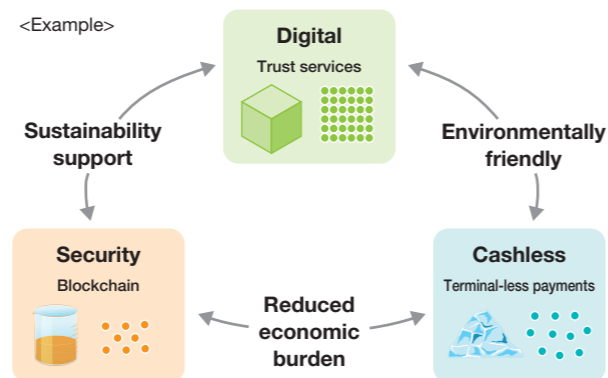 <Example>
Digital
Trust services
Sustainability
support
Environmentally
friendly
Security
Blockchain
Cashless
Terminal-less payments
Reduced
economic
burden